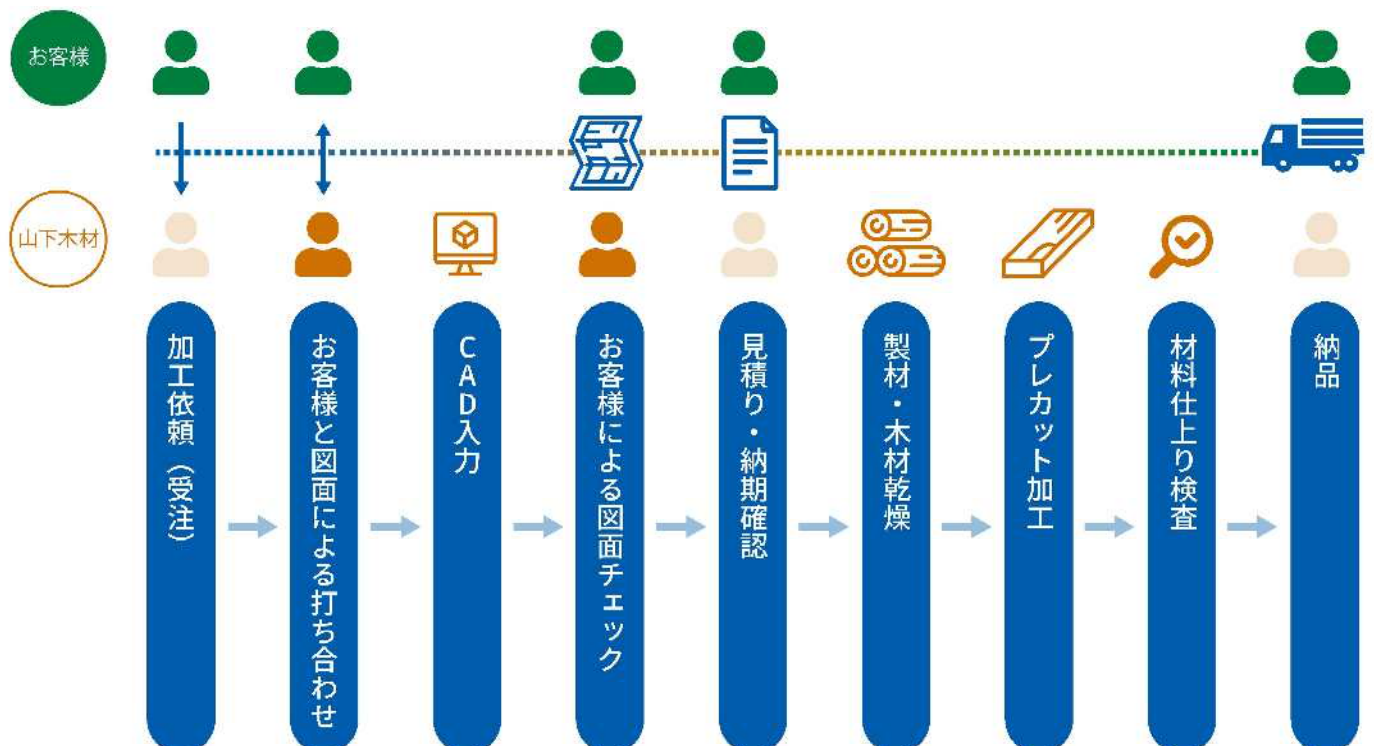 お客様
山下木材
加工依頼（受注）
お客様と図面による打ち合わせ
CAD入力
お客様による図面チェック
見積り・納期確認
製材・木材乾燥
プレカット加工
材料仕上り検査
納品